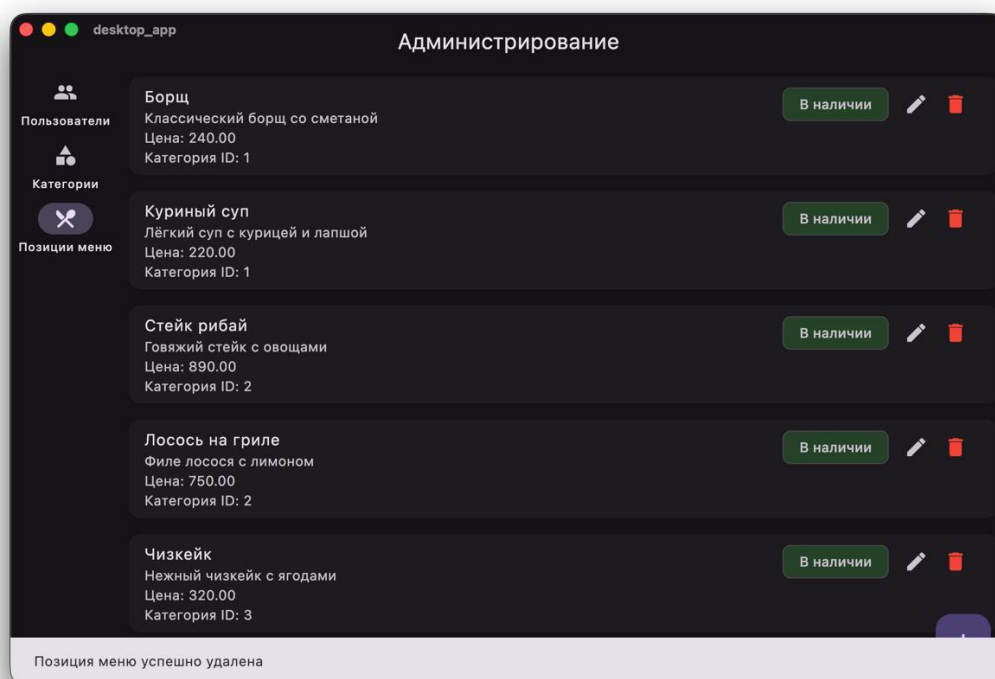 desktop_app
Администрирование
Пользователи
Категории
Позиции меню
Борщ
Классический борщ со сметаной
Цена: 240.00
Категория ID: 1
В наличии
Куриный суп
Лёгкий суп с курицей и лапшой
Цена: 220.00
Категория ID: 1
В наличии
Стейк рибай
Говяжий стейк с овощами
Цена: 890.00
Категория ID: 2
В наличии
Лосось на гриле
Филе лосося с лимоном
Цена: 750.00
Категория ID: 2
В наличии
Чизкейк
Нежный чизкейк с ягодами
Цена: 320.00
Категория ID: 3
В наличии
Позиция меню успешно удалена